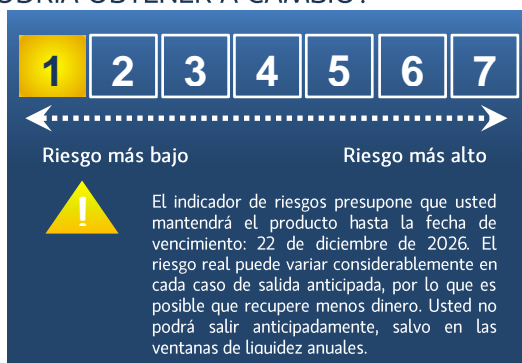 ODRÍA OBTENER A CAMBIO?
1 2 3 4 5 6 7
Riesgo más bajo Riesgo más alto
!
El indicador de riesgos presupone que usted
mantendrá el producto hasta la fecha de
vencimiento: 22 de diciembre de 2026. El
riesgo real puede variar considerablemente en
cada caso de salida anticipada, por lo que es
posible que recupere menos dinero. Usted no
podrá salir anticipadamente, salvo en las
ventanas de liquidez anuales.